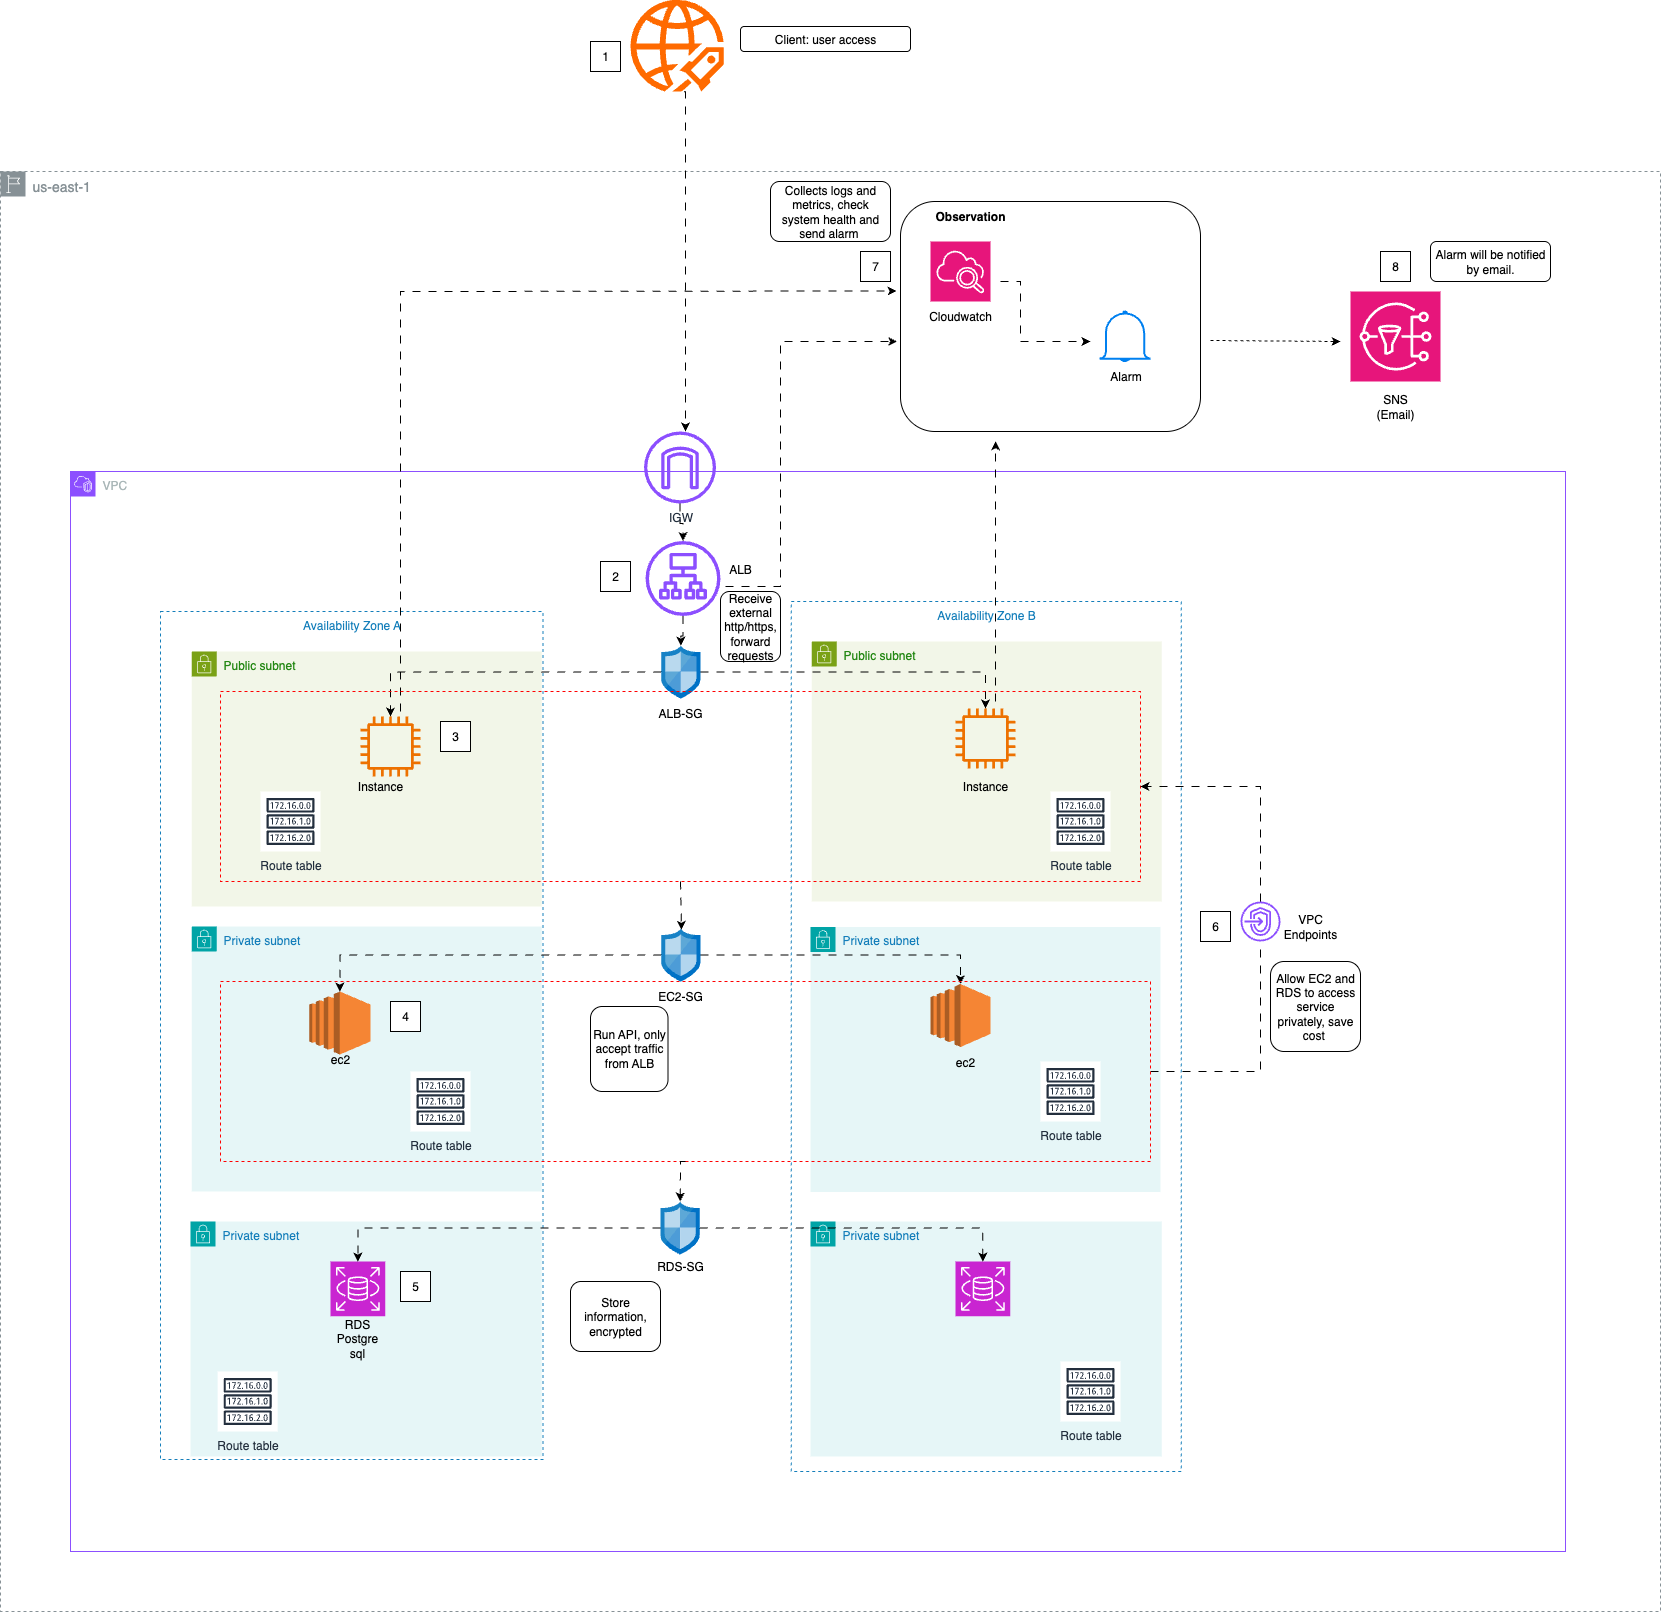 1
Client: user access
us-east-1
Collects logs and
metrics, check
system health and
send alarm
Observation
7
Cloudwatch
Alarm
8
Alarm will be notified
by email.
SNS
(Email)
VPC
IGW
2
ALB
Receive
external
http/https,
forward
requests
Availability Zone A
Availability Zone B
Public subnet
Public subnet
ALB-SG
3
Instance
Instance
172.16.0.0
172.16.1.0
172.16.2.0
Route table
172.16.0.0
172.16.1.0
172.16.2.0
Route table
6
VPC
Endpoints
Allow EC2 and
RDS to access
service
privately, save
cost
Private subnet
Private subnet
EC2-SG
4
ec2
ec2
Run API, only
accept traffic
from ALB
172.16.0.0
172.16.1.0
172.16.2.0
Route table
172.16.0.0
172.16.1.0
172.16.2.0
Route table
Private subnet
Private subnet
RDS-SG
5
RDS
Postgre
sql
Store
information,
encrypted
172.16.0.0
172.16.1.0
172.16.2.0
Route table
172.16.0.0
172.16.1.0
172.16.2.0
Route table